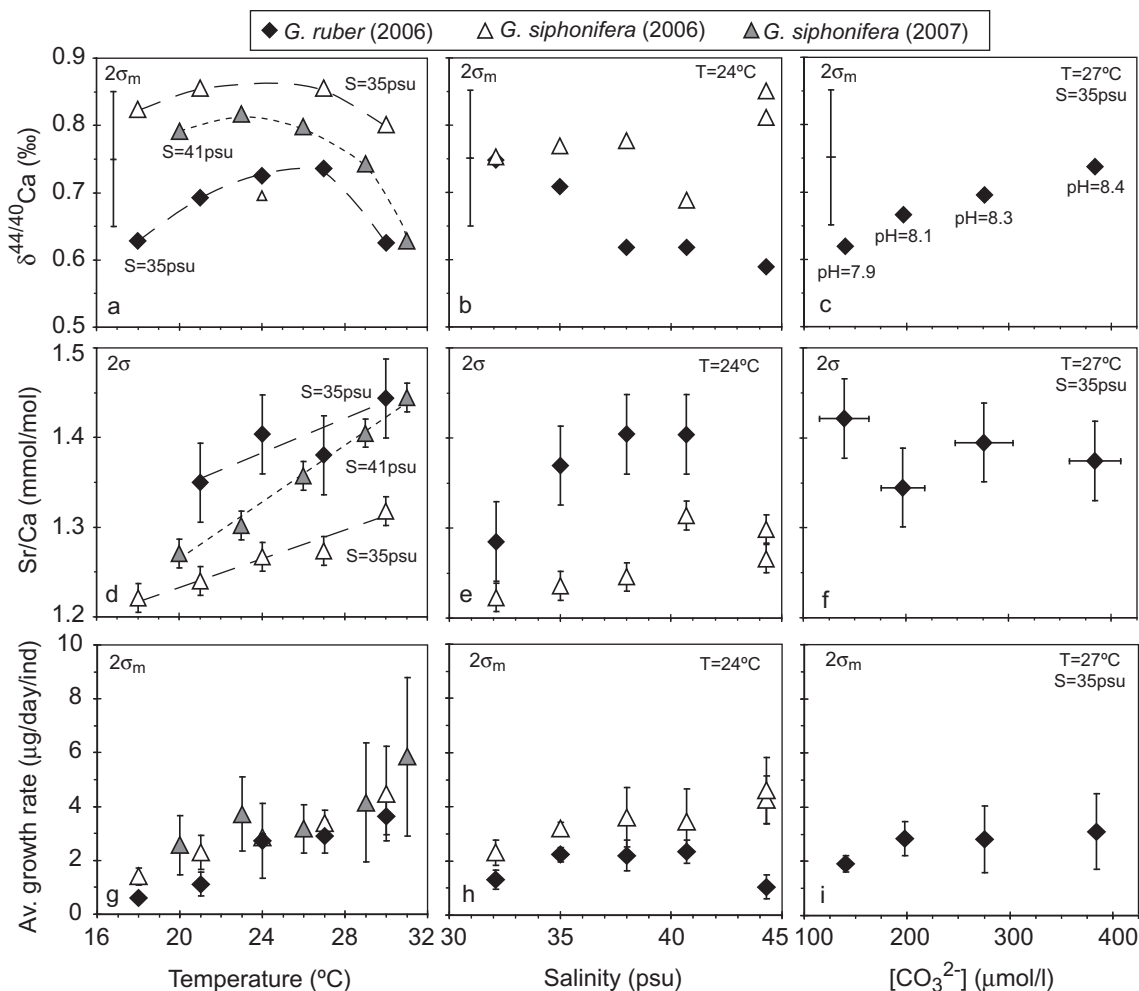 G. ruber (2006) G. siphonifera (2006) G. siphonifera (2007)
δ44/40Ca (‰)
0.9
0.8
0.7
0.6
0.5
2σm
S=35psu
S=41psu
S=35psu
a
16 20 24 28 32
2σm
T=24ºC
b
2σm
T=27ºC
S=35psu
pH=7.9
pH=8.1
pH=8.3
pH=8.4
c
Sr/Ca (mmol/mol)
1.5
1.4
1.3
1.2
2σ
S=35psu
S=41psu
S=35psu
d
2σ
T=24ºC
e
2σ
T=27ºC
S=35psu
f
Av. growth rate (μg/day/ind)
10
8
6
4
2
0
2σm
g
16 20 24 28 32
Temperature (ºC)
2σm
T=24ºC
h
30 35 40 45
Salinity (psu)
2σm
T=27ºC
S=35psu
i
100 200 300 400
[CO32-] (μmol/l)